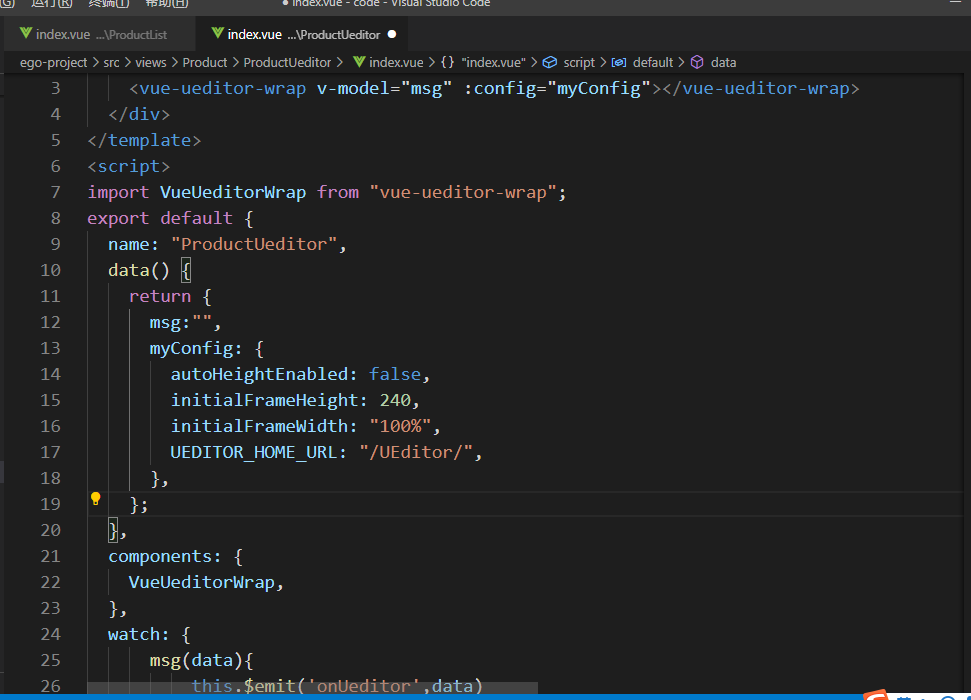 (G) 运行(R) 终端(T) 帮助(H) ● index.vue - code - Visual Studio Code
index.vue ...\ProductList index.vue ...\ProductUeditor ●
ego-project > src > views > Product > ProductUeditor > index.vue > {} "index.vue" > script > default > data
3 <vue-ueditor-wrap v-model="msg" :config="myConfig"></vue-ueditor-wrap>
4 </div>
5 </template>
6 <script>
7 import VueUeditorWrap from "vue-ueditor-wrap";
8 export default {
9 name: "ProductUeditor",
10 data() {
11 return {
12 msg:"",
13 myConfig: {
14 autoHeightEnabled: false,
15 initialFrameHeight: 240,
16 initialFrameWidth: "100%",
17 UEDITOR_HOME_URL: "/UEditor/",
18 },
19 };
20 },
21 components: {
22 VueUeditorWrap,
23 },
24 watch: {
25 msg(data){
26 this.$emit('onUeditor',data)